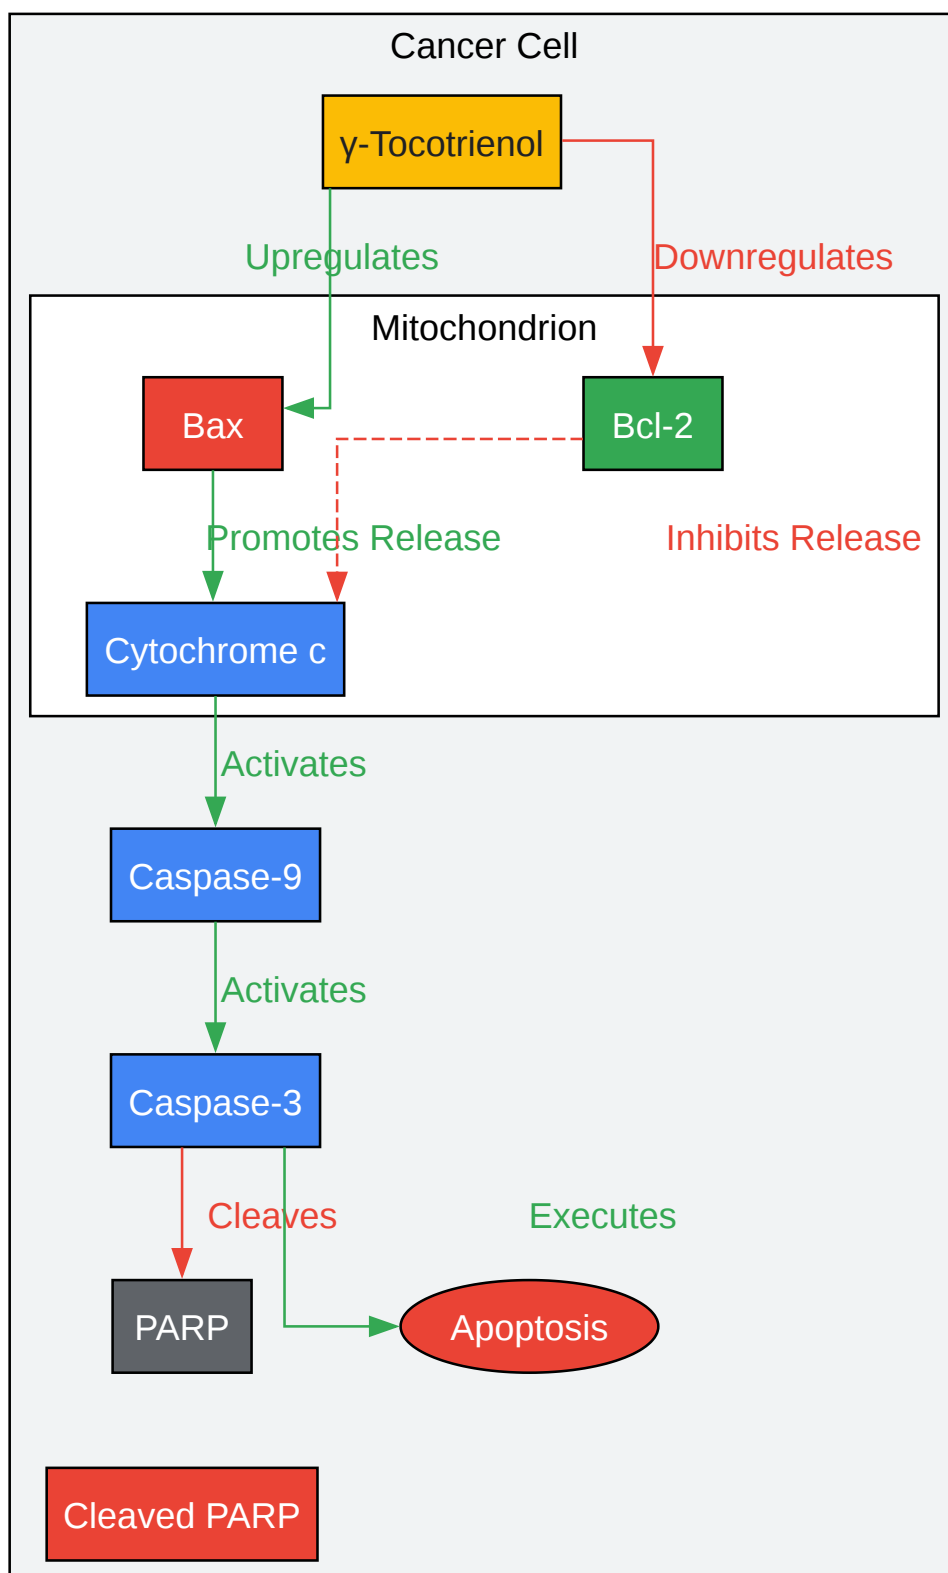 Cancer Cell
γ-Tocotrienol
Upregulates
Downregulates
Mitochondrion
Bax
Bcl-2
Promotes Release
Inhibits Release
Cytochrome c
Activates
Caspase-9
Activates
Caspase-3
Cleaves
Executes
PARP
Apoptosis
Cleaved PARP